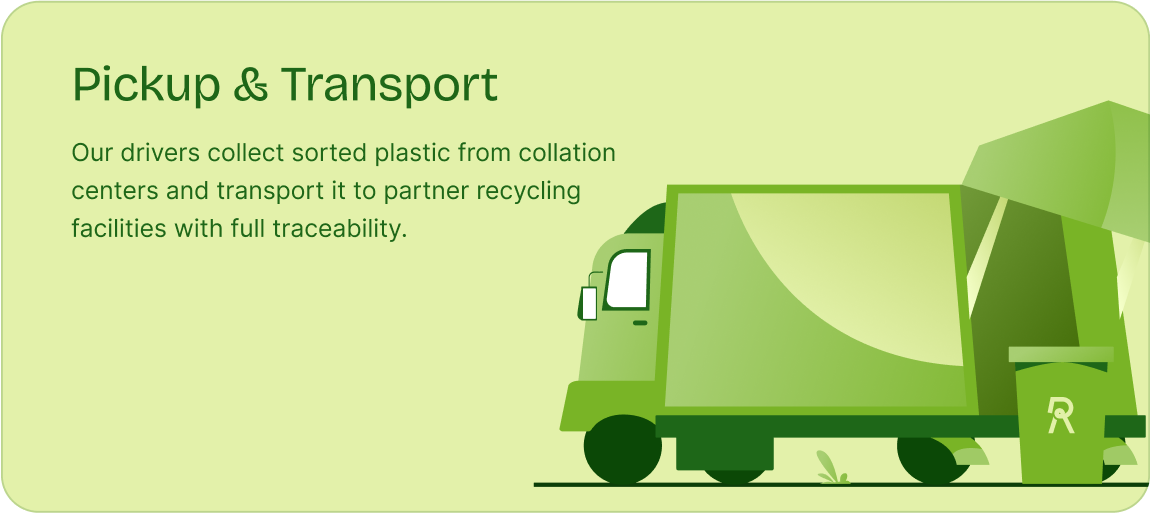 Pickup & Transport
Our drivers collect sorted plastic from collation
centers and transport it to partner recycling
facilities with full traceability.
R